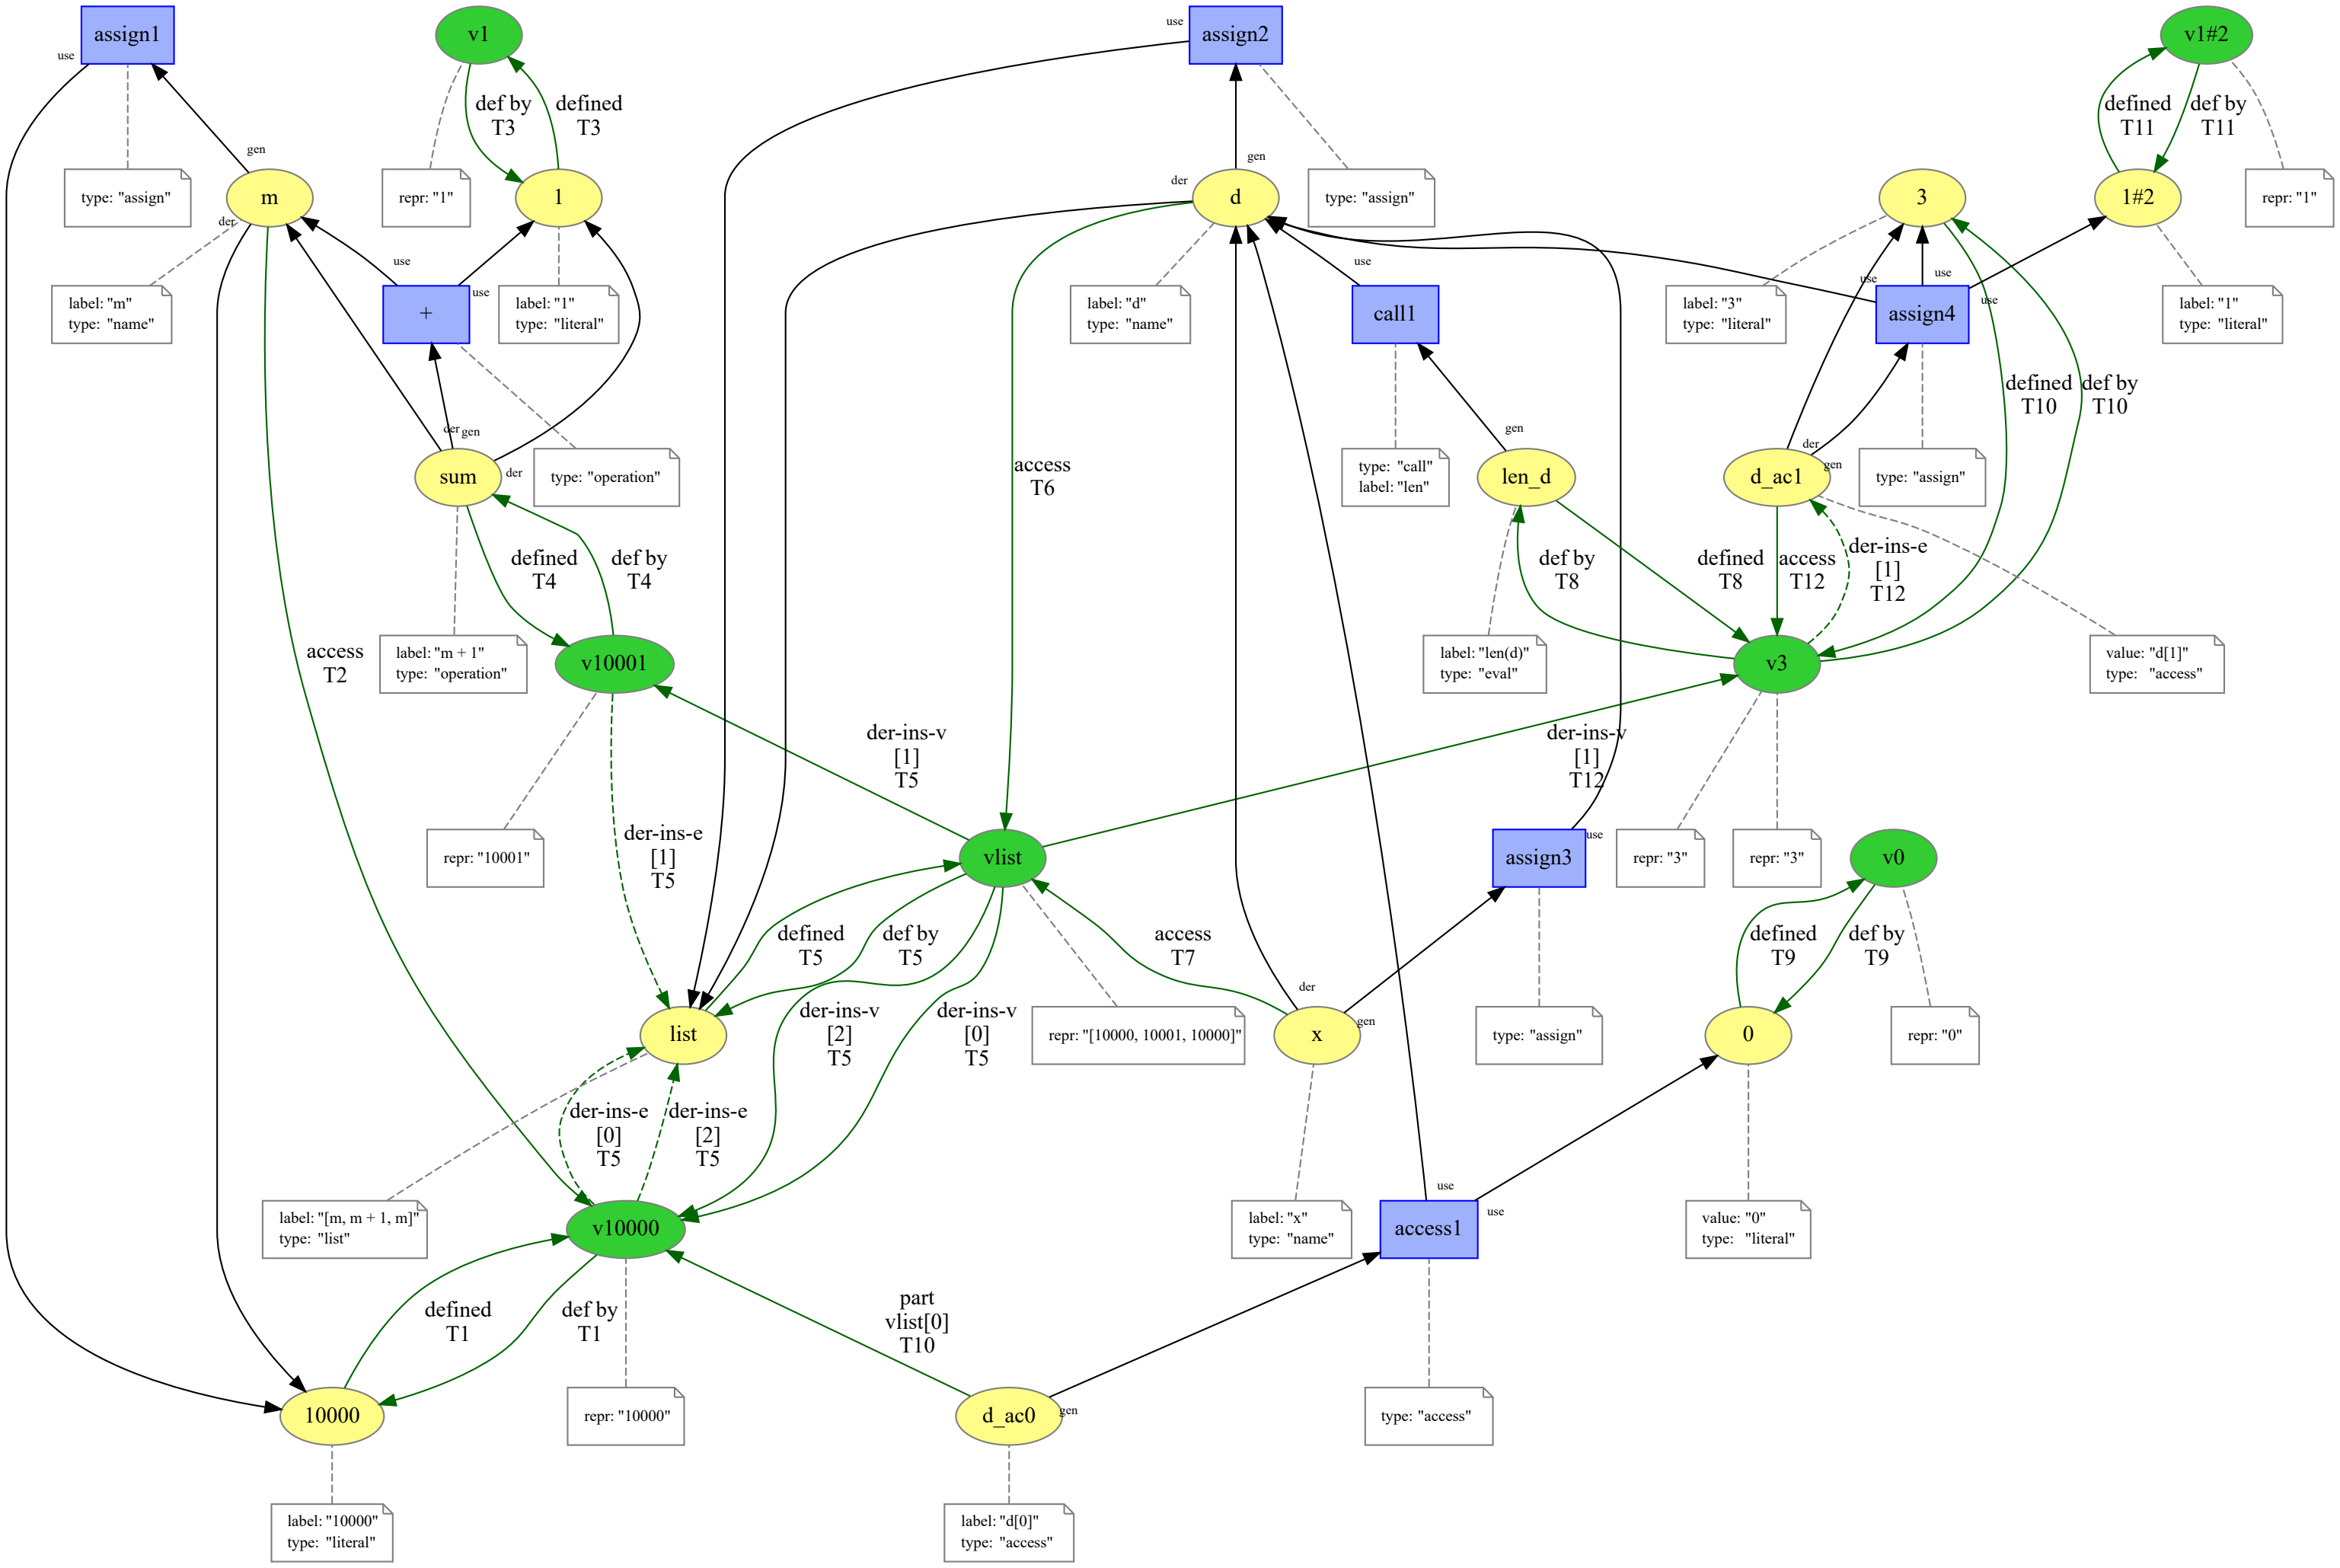 assign1
v1
assign2
v1#2
use
use
def by
T3
defined
T3
defined
T11
def by
T11
gen
gen
type: "assign"
m
repr: "1"
1
der
d
type: "assign"
3
1#2
repr: "1"
der
use
use
use
use
use
use
label: "m"
type: "name"
+
label: "1"
type: "literal"
label: "d"
type: "name"
call1
label: "3"
type: "literal"
assign4
label: "1"
type: "literal"
defined
T10
def by
T10
der
gen
gen
der
gen
sum
der
type: "operation"
access
T6
type: "call"
label: "len"
len_d
d_ac1
type: "assign"
defined
T4
def by
T4
def by
T8
defined
T8
access
T12
der-ins-e
[1]
T12
access
T2
label: "m + 1"
type: "operation"
v10001
label: "len(d)"
type: "eval"
v3
value: "d[1]"
type: "access"
der-ins-v
[1]
T5
der-ins-v
[1]
T12
repr: "10001"
der-ins-e
[1]
T5
vlist
assign3
use
repr: "3"
repr: "3"
v0
defined
T5
def by
T5
access
T7
defined
T9
def by
T9
der
gen
list
der-ins-v
[2]
T5
der-ins-v
[0]
T5
repr: "[10000, 10001, 10000]"
x
type: "assign"
0
repr: "0"
der-ins-e
[0]
T5
der-ins-e
[2]
T5
use
use
label: "[m, m + 1, m]"
type: "list"
v10000
label: "x"
type: "name"
access1
value: "0"
type: "literal"
defined
T1
def by
T1
part
vlist[0]
T10
10000
repr: "10000"
d_ac0
gen
type: "access"
label: "10000"
type: "literal"
label: "d[0]"
type: "access"